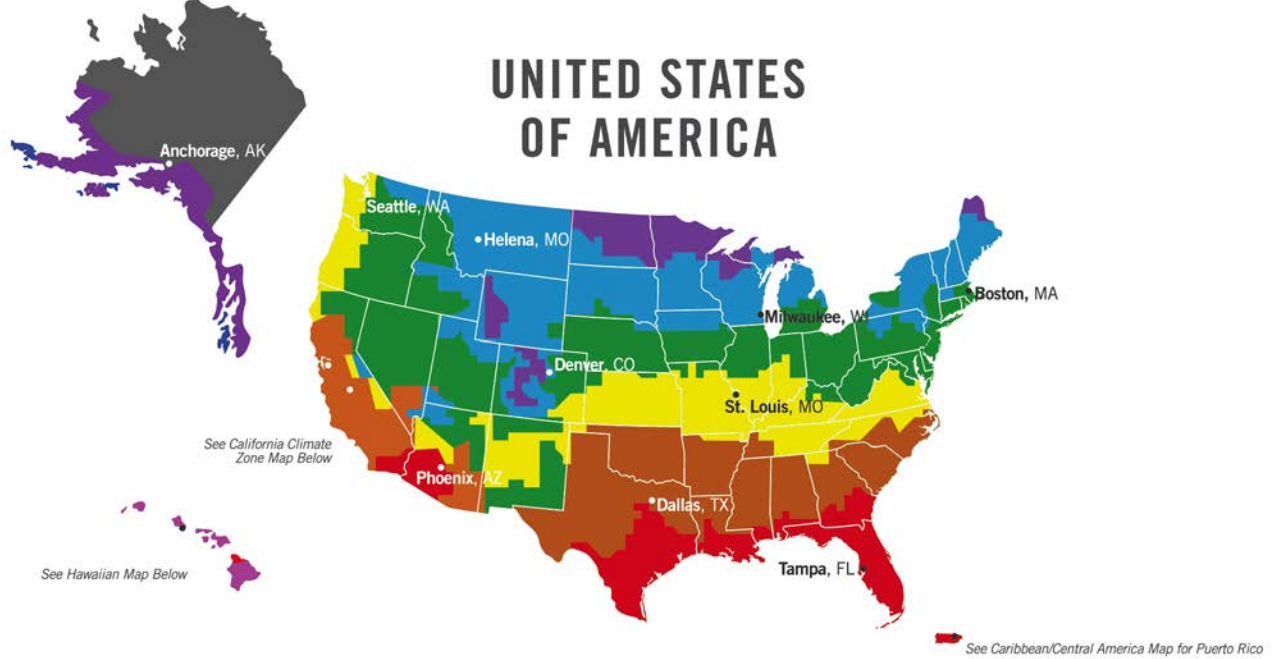 UNITED STATES
OF AMERICA
Anchorage, AK
Seattle, WA
Helena, MO
Boston, MA
Milwaukee, WI
Denver, CO
St. Louis, MO
See California Climate
Zone Map Below
Phoenix, AZ
Dallas, TX
See Hawaiian Map Below
Tampa, FL
See Caribbean/Central America Map for Puerto Rico